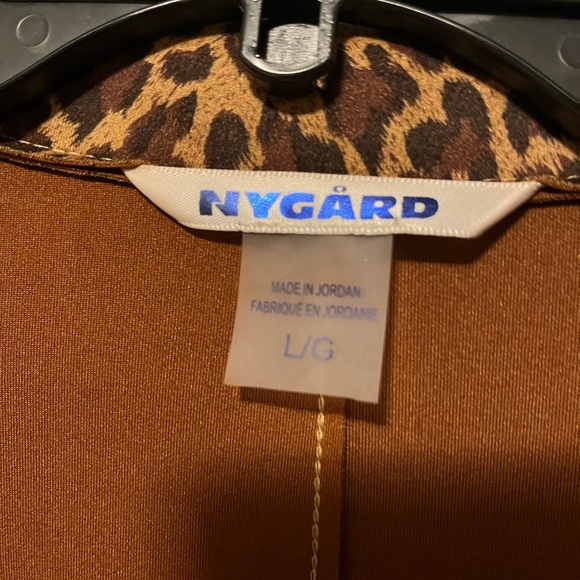 NYGÅRD
MADE IN JORDAN
FABRIQUÉ EN JORDANIE
L/G